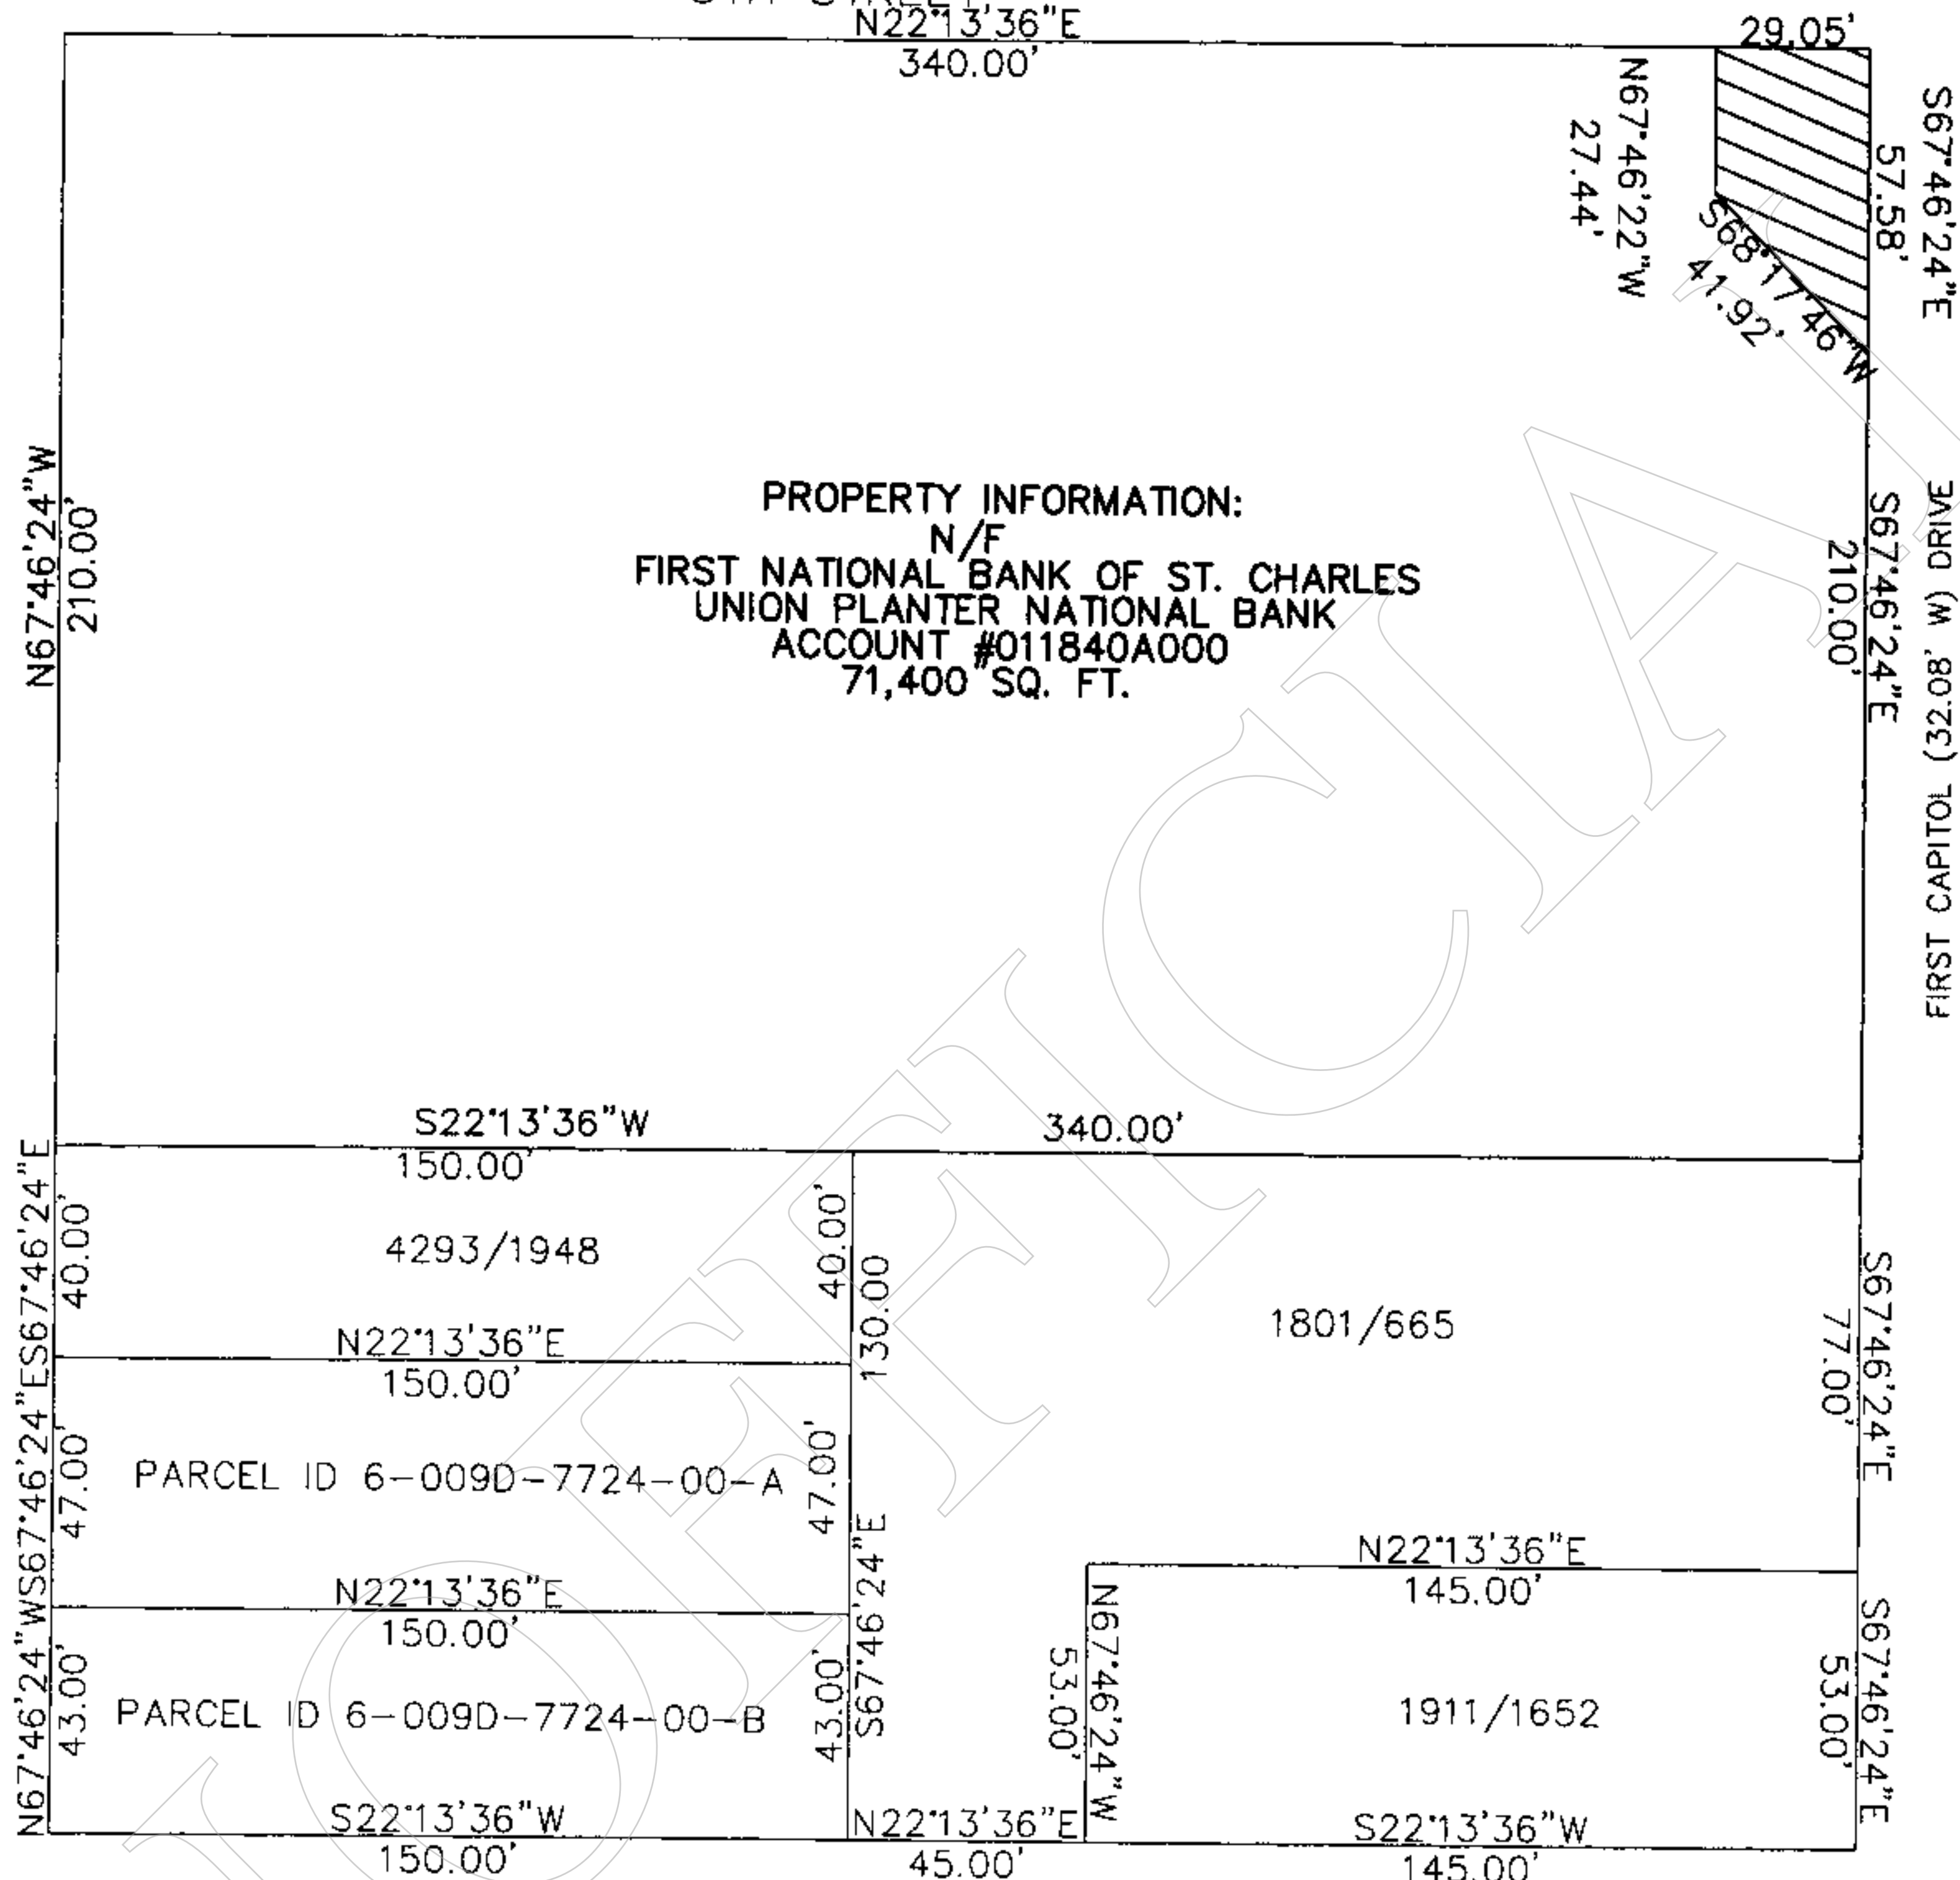 N22°13'36"E
340.00'
29.05'
N67°46'22"W
27.44'
S67°46'24"E
57.58'
S68°17'46"W
41.92'
N67°46'24"W
210.00'
PROPERTY INFORMATION:
N/F
FIRST NATIONAL BANK OF ST. CHARLES
UNION PLANTER NATIONAL BANK
ACCOUNT #011840A000
71,400 SQ. FT.
S67°46'24"E
210.00'
FIRST CAPITOL (32.08' W) DRIVE
S22°13'36"W
150.00'
340.00'
S67°46'24"E
40.00'
4293/1948
40.00'
130.00
1801/665
S67°46'24"E
77.00'
N22°13'36"E
150.00'
S67°46'24"E
47.00'
PARCEL ID 6-009D-7724-00-A
47.00'
S67°46'24"E
N22°13'36"E
145.00'
N22°13'36"E
150.00'
N67°46'24"W
43.00'
PARCEL ID 6-009D-7724-00-B
43.00'
53.00'
N67°46'24"W
1911/1652
S67°46'24"E
53.00'
S22°13'36"W
150.00'
N22°13'36"E
45.00'
S22°13'36"W
145.00'